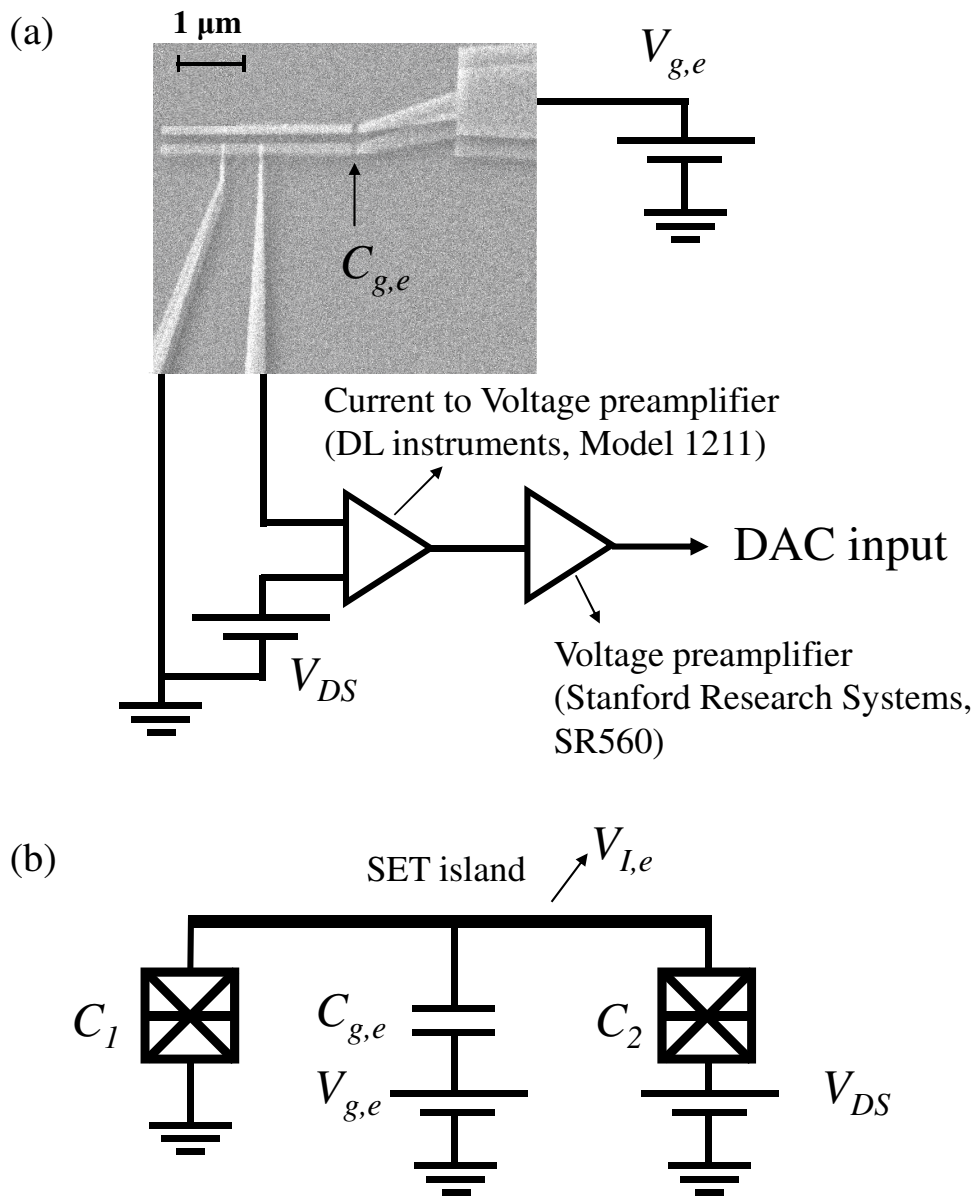 (a)
1 μm
V_{g,e}
C_{g,e}
Current to Voltage preamplifier
(DL instruments, Model 1211)
DAC input
V_{DS}
Voltage preamplifier
(Stanford Research Systems,
SR560)
(b)
SET island
V_{I,e}
C_1
C_{g,e}
C_2
V_{g,e}
V_{DS}